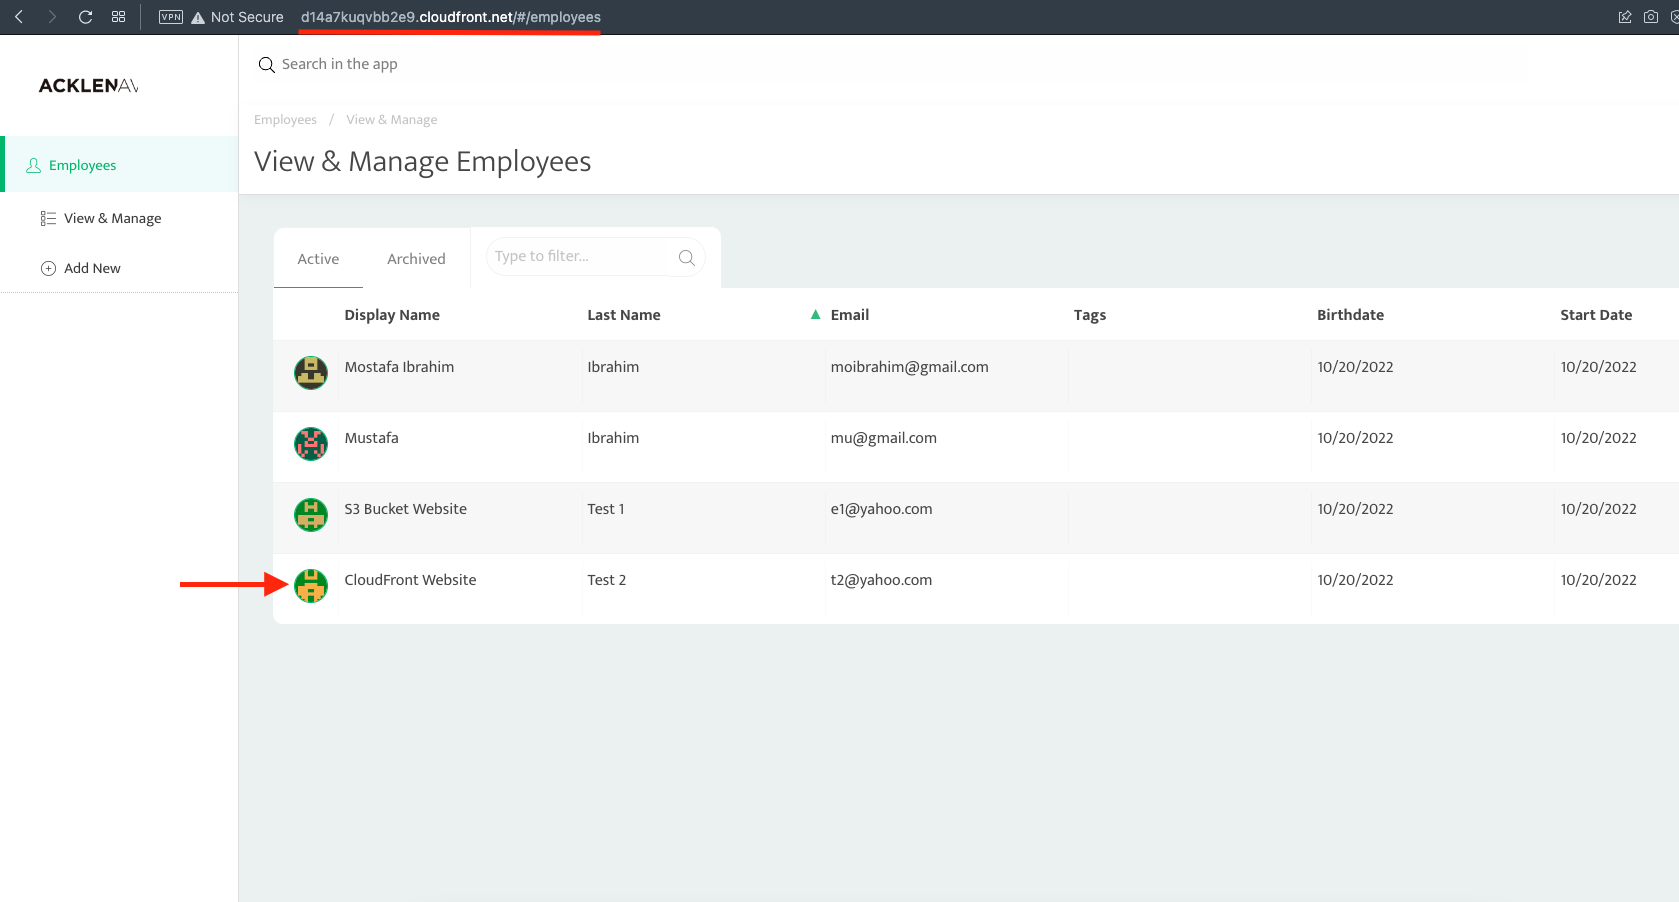 VPN Not Secure d14a7kuqvbb2e9.cloudfront.net/#/employees
ACKLENAV
Search in the app
Employees / View & Manage
View & Manage Employees
Employees
View & Manage
Add New
Active Archived Type to filter...
Display Name Last Name Email Tags Birthdate Start Date
Mostafa Ibrahim Ibrahim moibrahim@gmail.com 10/20/2022 10/20/2022
Mustafa Ibrahim mu@gmail.com 10/20/2022 10/20/2022
S3 Bucket Website Test 1 e1@yahoo.com 10/20/2022 10/20/2022
CloudFront Website Test 2 t2@yahoo.com 10/20/2022 10/20/2022